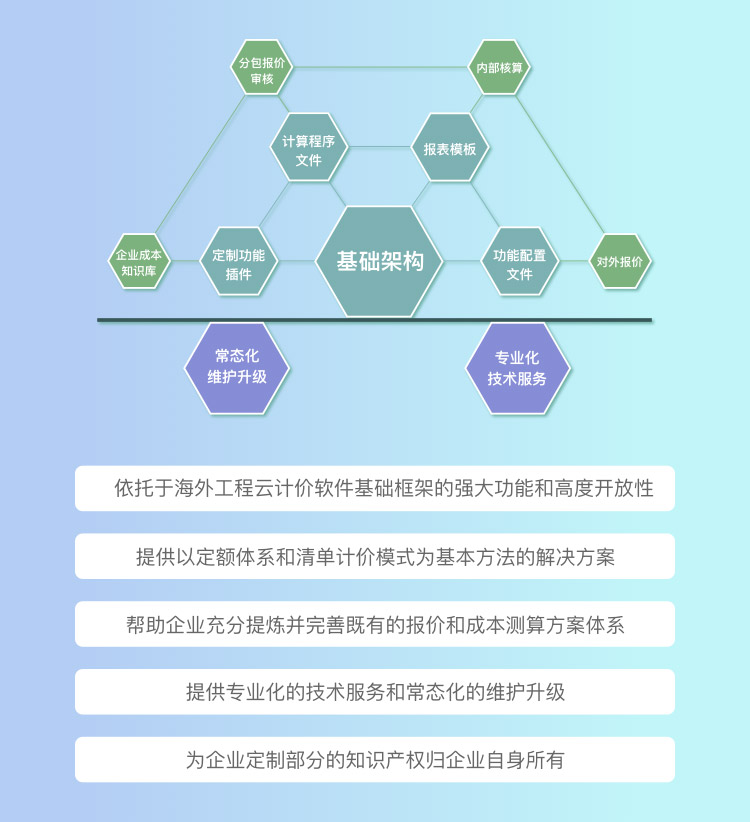 分包报价
审核
内部核算
计算程序
文件
报表模板
企业成本
知识库
定制功能
插件
基础架构
功能配置
文件
对外报价
常态化
维护升级
专业化
技术服务
依托于海外工程云计价软件基础框架的强大功能和高度开放性
提供以定额体系和清单计价模式为基本方法的解决方案
帮助企业充分提炼并完善既有的报价和成本测算方案体系
提供专业化的技术服务和常态化的维护升级
为企业定制部分的知识产权归企业自身所有